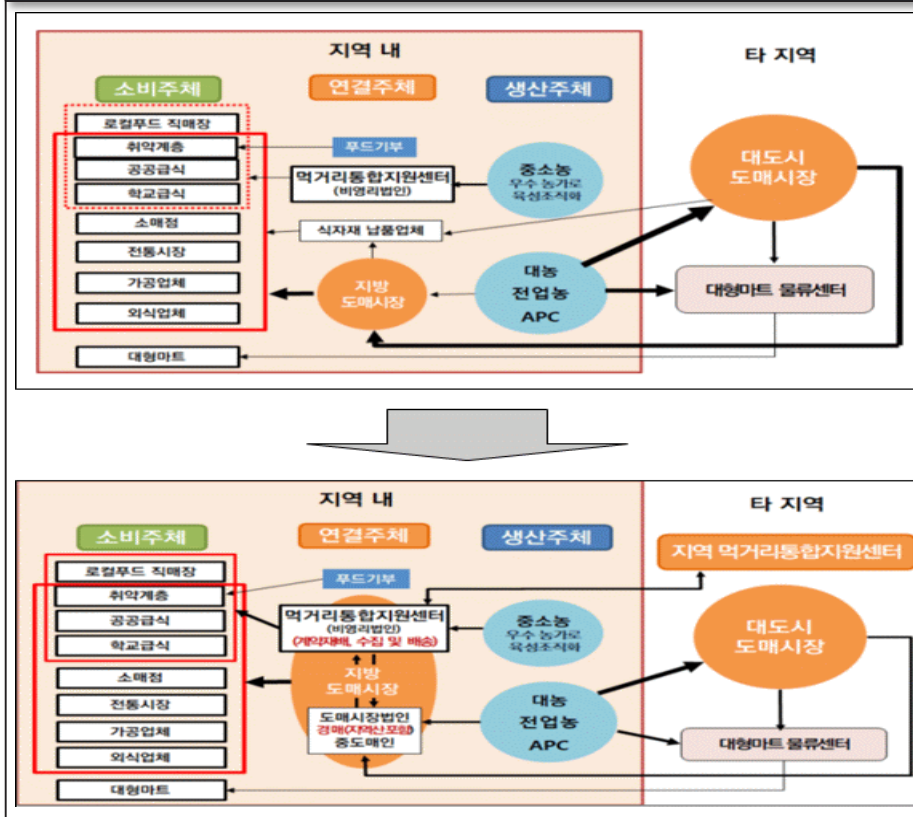 지역 내
타 지역
소비주체
연결주체
생산주체
로컬푸드 직매장
취약계층
공공급식
학교급식
소매점
전통시장
가공업체
외식업체
대형마트
푸드기부
먹거리통합지원센터
(비영리법인)
식자재 납품업체
지방
도매시장
중소농
우수 농가로
육성조직화
대농
전업농
APC
대도시
도매시장
대형마트 물류센터
지역 내
타 지역
소비주체
연결주체
생산주체
지역 먹거리통합지원센터
로컬푸드 직매장
취약계층
공공급식
학교급식
소매점
전통시장
가공업체
외식업체
대형마트
푸드기부
먹거리통합지원센터
(비영리법인)
(계약재배, 수집 및 배송)
지방
도매시장
도매시장법인
경매(지역산포함)
중도매인
중소농
우수 농가로
육성조직화
대농
전업농
APC
대도시
도매시장
대형마트 물류센터